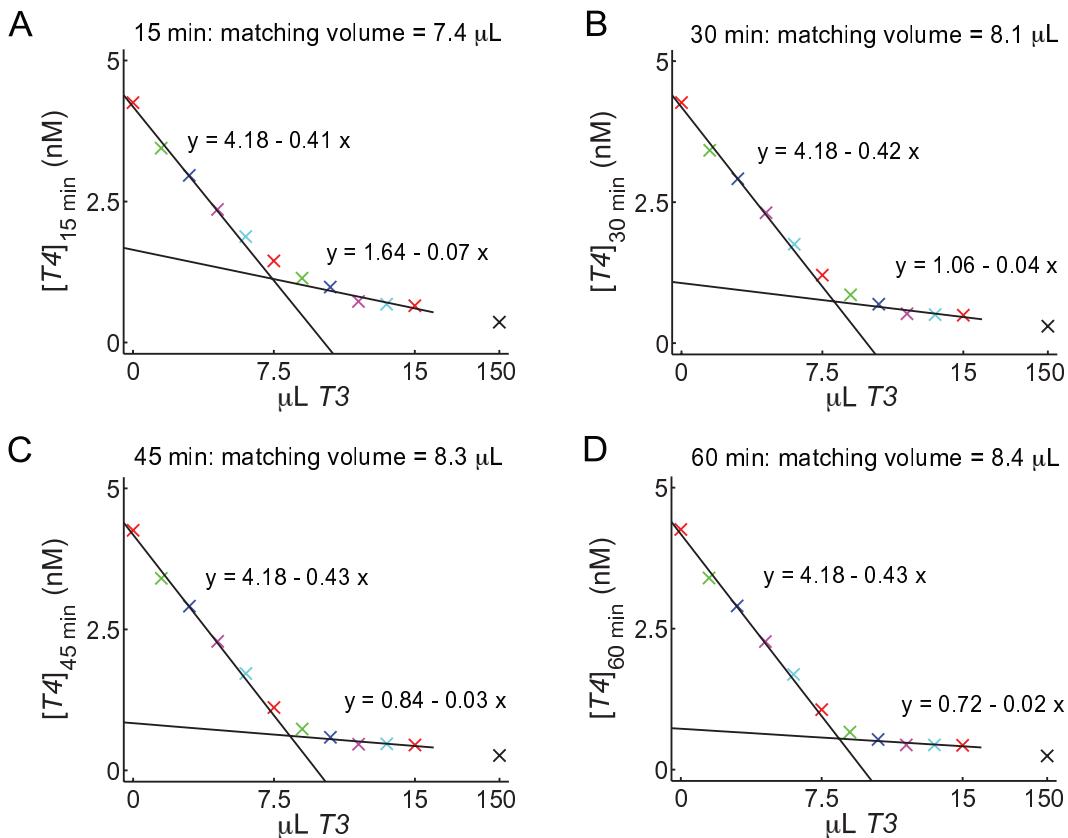 A
15 min: matching volume = 7.4 μL
[T4]15 min (nM)
5
2.5
0
y = 4.18 - 0.41 x
y = 1.64 - 0.07 x
0 7.5 15 150
μL T3
B
30 min: matching volume = 8.1 μL
[T4]30 min (nM)
5
2.5
0
y = 4.18 - 0.42 x
y = 1.06 - 0.04 x
0 7.5 15 150
μL T3
C
45 min: matching volume = 8.3 μL
[T4]45 min (nM)
5
2.5
0
y = 4.18 - 0.43 x
y = 0.84 - 0.03 x
0 7.5 15 150
μL T3
D
60 min: matching volume = 8.4 μL
[T4]60 min (nM)
5
2.5
0
y = 4.18 - 0.43 x
y = 0.72 - 0.02 x
0 7.5 15 150
μL T3